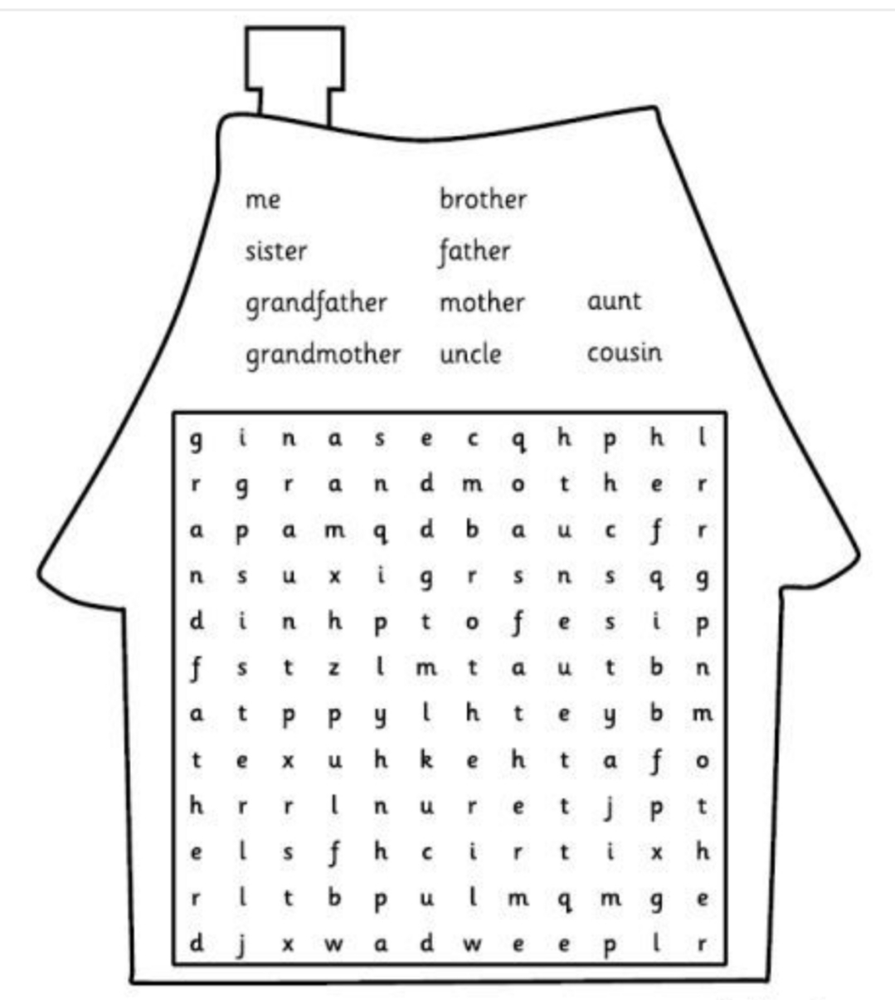 me brother
sister father
grandfather mother aunt
grandmother uncle cousin
g i n a s e c q h p h l
r g r a n d m o t h e r
a p a m q d b a u c f r
n s u x i g r s n s q g
d i n h p t o f e s i p
f s t z l m t a u t b n
a t p p y l h t e y b m
t e x u h k e h t a f o
h r r l n u r e t j p t
e l s f h c i r t i x h
r l t b p u l m q m g e
d j x w a d w e e p l r